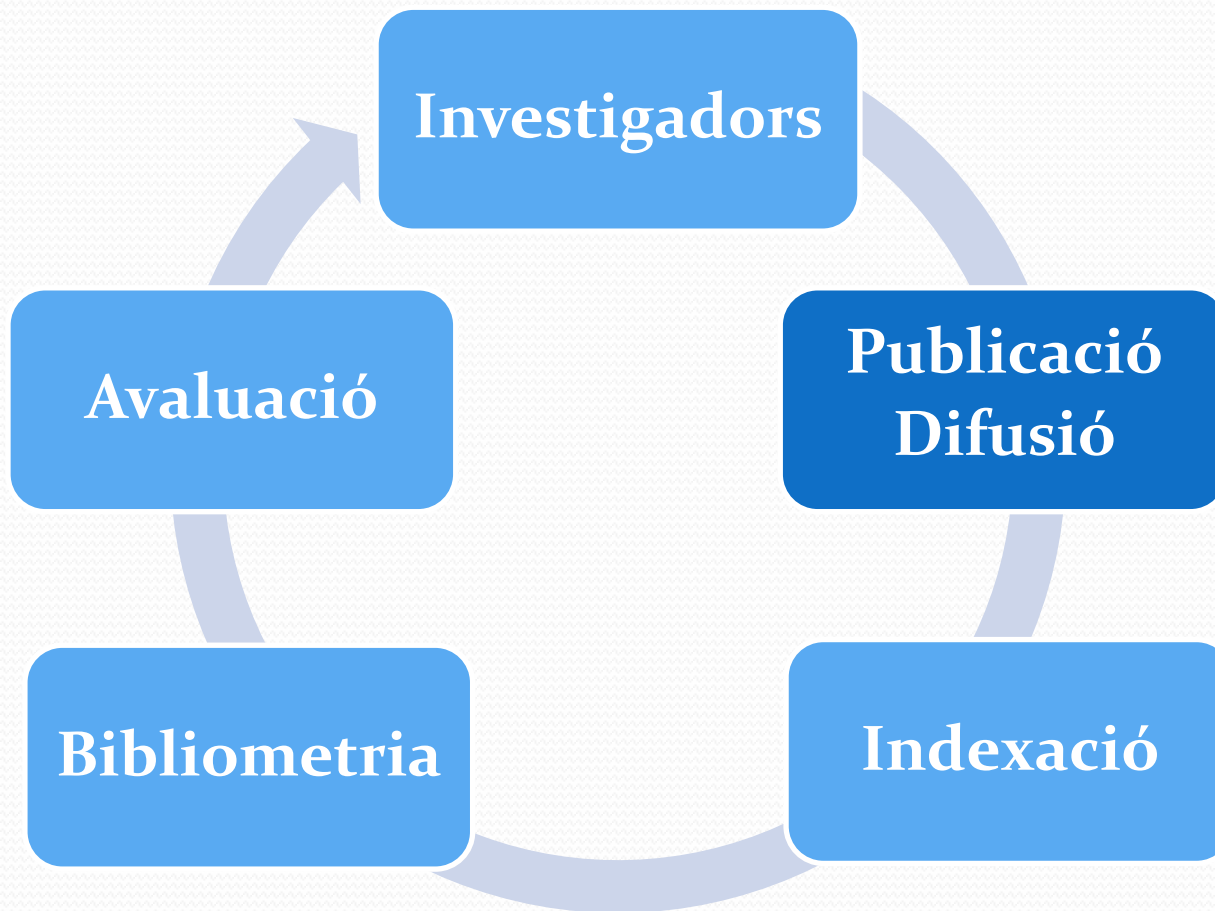 Investigadors
Publicació
Difusió
Avaluació
Indexació
Bibliometria